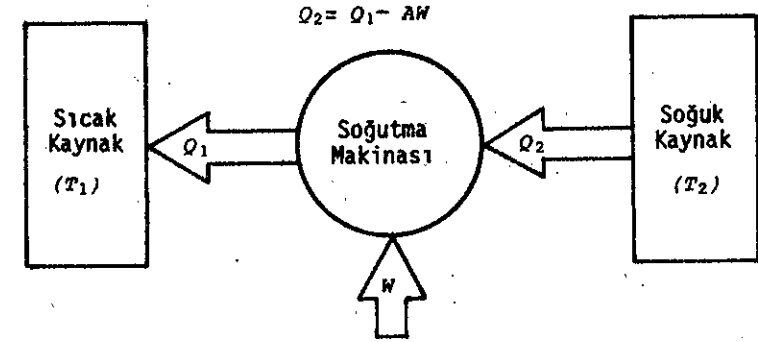 Q₂= Q₁- AW
Sıcak
Kaynak
(T₁)
Q₁
Soğutma
Makinası
Q₂
Soğuk
Kaynak
(T₂)
W